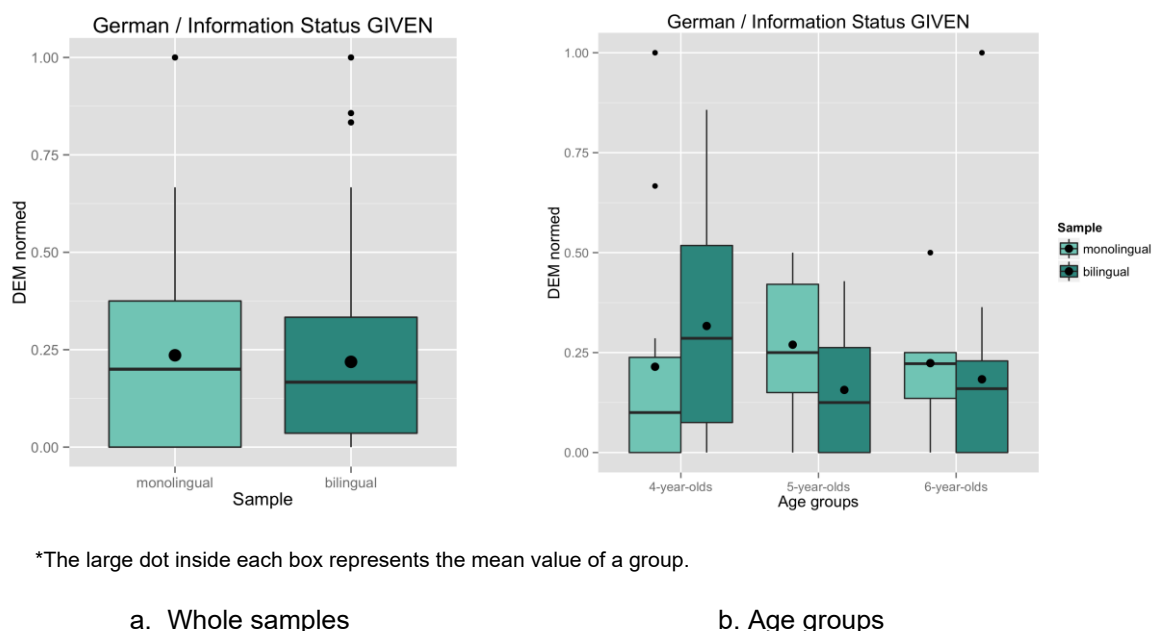 German / Information Status GIVEN
1.00
0.75
0.50
0.25
0.00
DEM normed
monolingual bilingual
Sample
German / Information Status GIVEN
1.00
0.75
0.50
0.25
0.00
DEM normed
4-year-olds 5-year-olds 6-year-olds
Age groups
Sample
monolingual
bilingual
*The large dot inside each box represents the mean value of a group.
a. Whole samples
b. Age groups